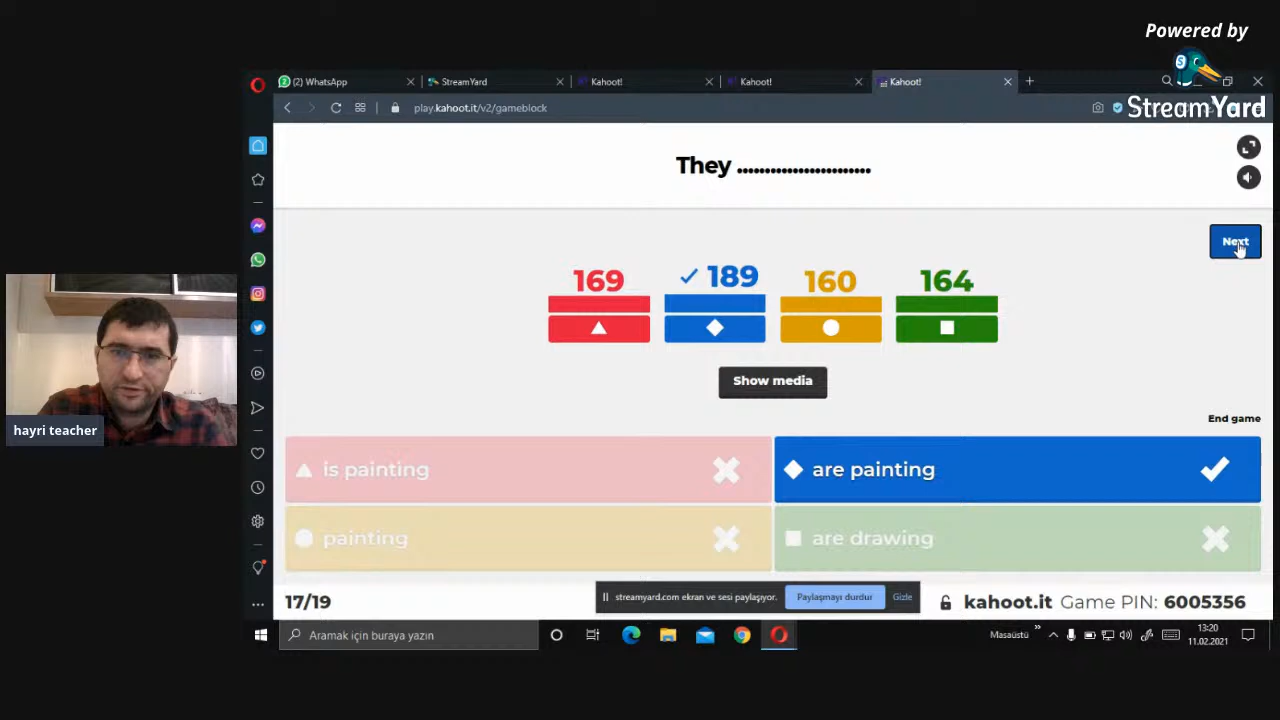 Powered by
StreamYard
(2) WhatsApp
StreamYard
Kahoot!
Kahoot!
Kahoot!
play.kahoot.it/v2/gameblock
They ........................
Next
169
189
160
164
Show media
End game
hayri teacher
is painting
are painting
painting
are drawing
17/19
streamyard.com ekran ve sesi paylaşıyor.
Paylaşmayı durdur
Gizle
kahoot.it Game PIN: 6005356
Aramak için buraya yazın
Masaüstü
13:20
11.02.2021